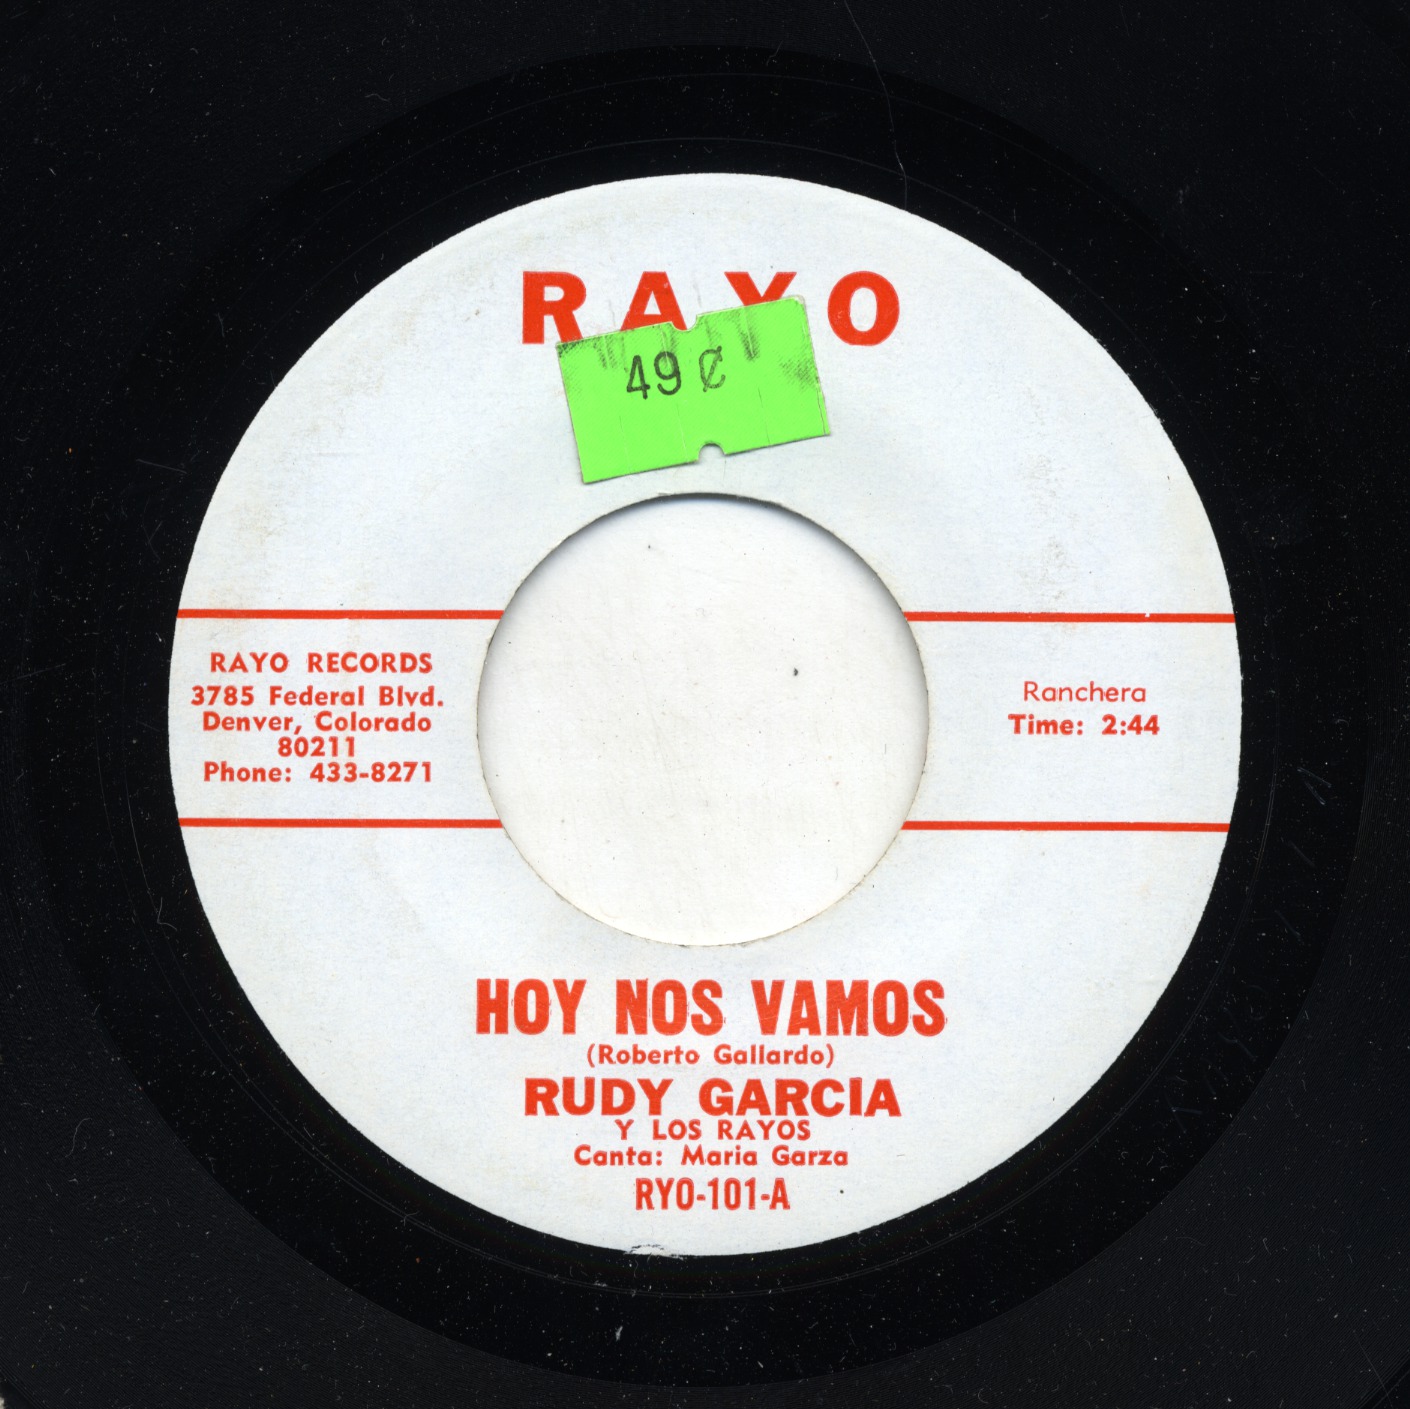 RAYO
49¢
RAYO RECORDS
3785 Federal Blvd.
Denver, Colorado
80211
Phone: 433-8271
Ranchera
Time: 2:44
HOY NOS VAMOS
(Roberto Gallardo)
RUDY GARCIA
Y LOS RAYOS
Canta: Maria Garza
RYO-101-A